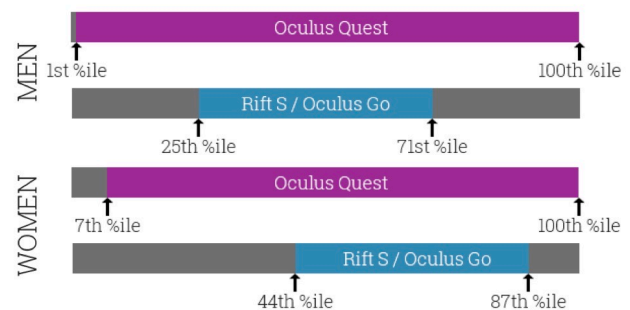 MEN
Oculus Quest
1st %ile 100th %ile
Rift S / Oculus Go
25th %ile 71st %ile
WOMEN
Oculus Quest
7th %ile 100th %ile
Rift S / Oculus Go
44th %ile 87th %ile